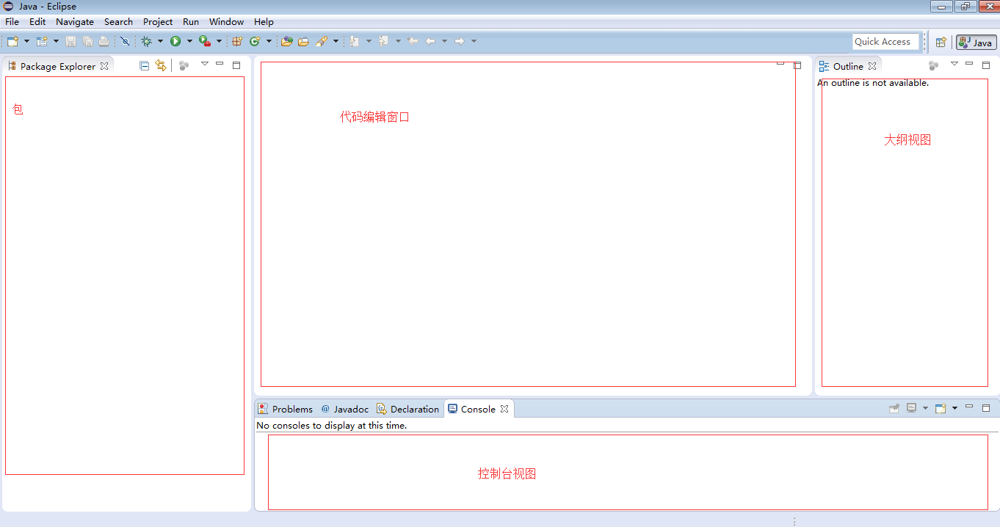 Java - Eclipse
File Edit Navigate Search Project Run Window Help
Quick Access
Java
Package Explorer
包
代码编辑窗口
Outline
An outline is not available.
大纲视图
Problems @ Javadoc Declaration Console
No consoles to display at this time.
控制台视图